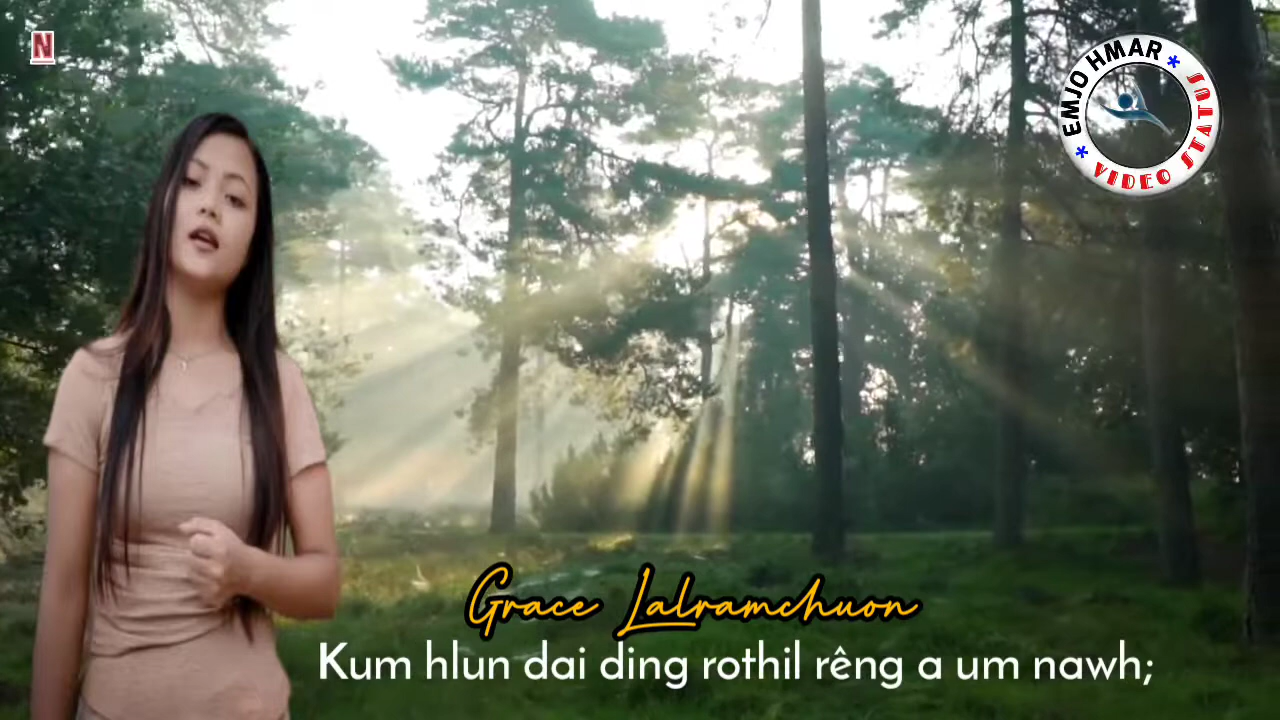 N
EMJO HMAR
* VIDEO STATUS *
Grace Lalramchuon
Kum hlun dai ding rothil rêng a um nawh;